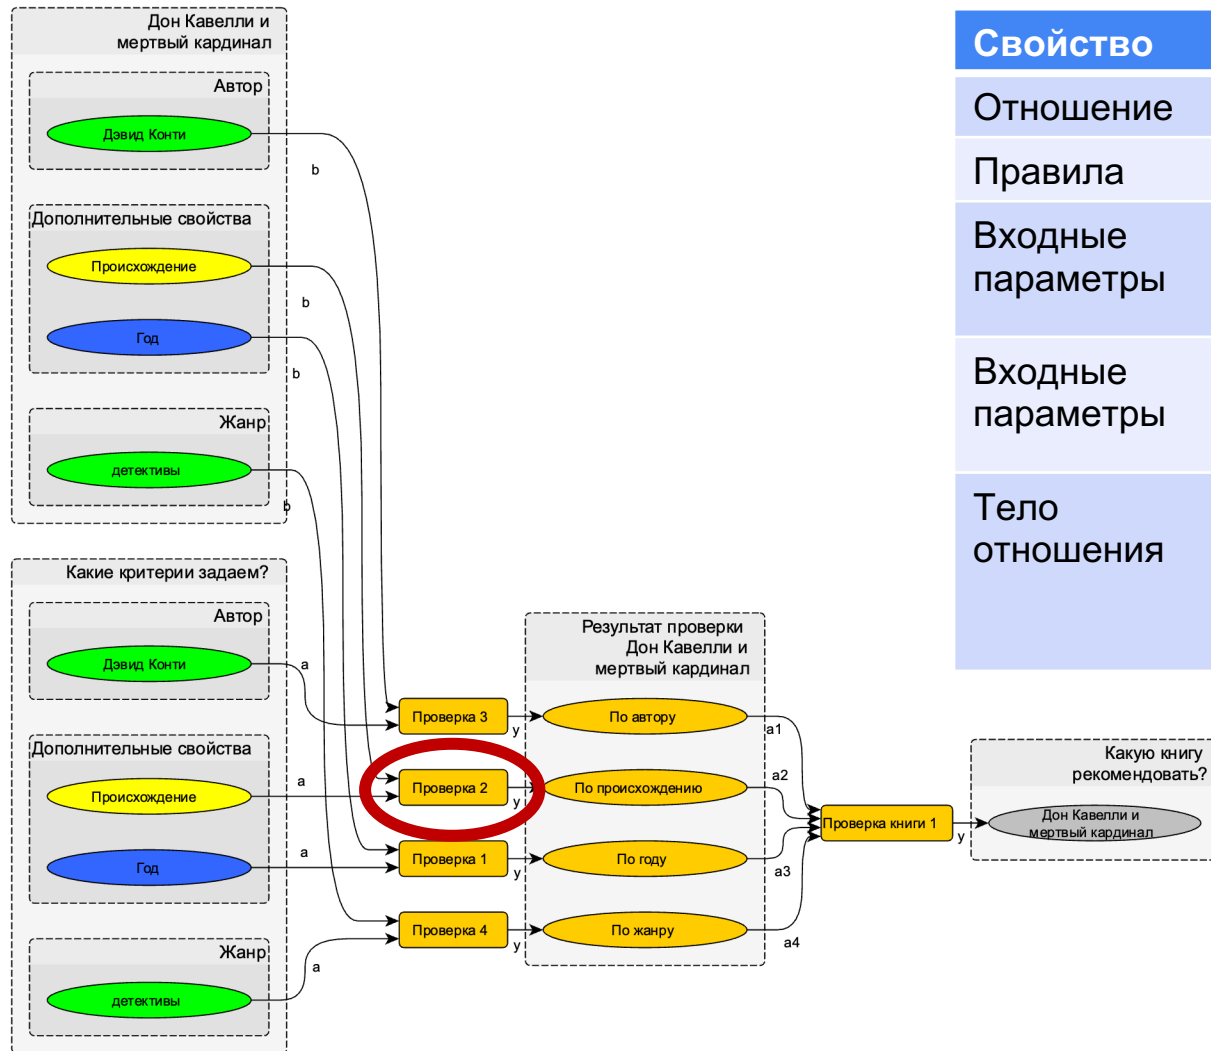 Дон Кавелли и
мертвый кардинал
Автор
Дэвид Конти
b
Дополнительные свойства
Происхождение
b
Год
b
Жанр
детективы
b
Какие критерии задаем?
Автор
Дэвид Конти
a
Дополнительные свойства
Происхождение
a
Год
a
Жанр
детективы
a
Проверка 3
y
Проверка 2
y
Проверка 1
y
Проверка 4
y
Результат проверки
Дон Кавелли и
мертвый кардинал
По автору
a1
По происхождению
a2
По году
a3
По жанру
a4
Проверка книги 1
y
Какую книгу
рекомендовать?
Дон Кавелли и
мертвый кардинал
Свойство
Отношение
Правила
Входные
параметры
Входные
параметры
Тело
отношения